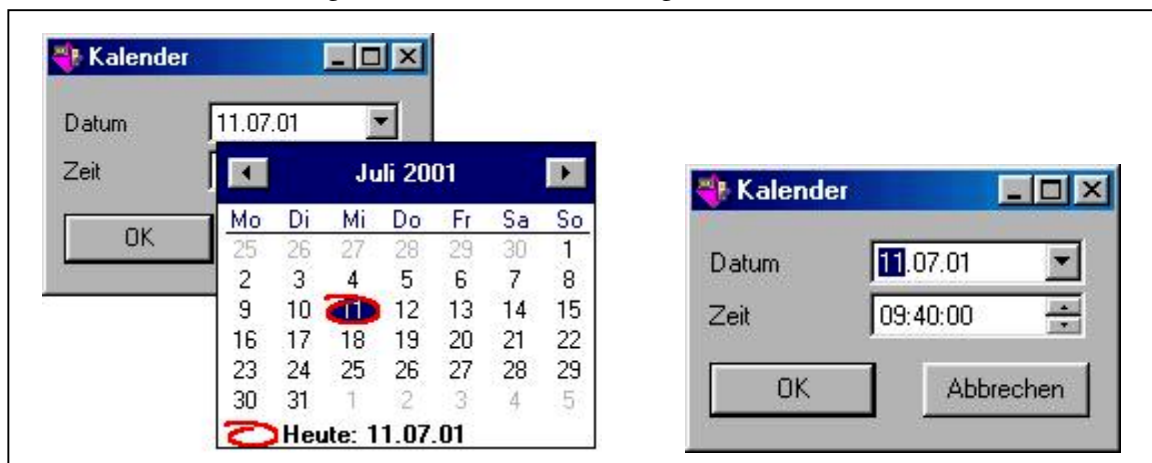 Kalender
Datum 11.07.01
Zeit
OK
Juli 2001
Mo Di Mi Do Fr Sa So
25 26 27 28 29 30 1
2 3 4 5 6 7 8
9 10 11 12 13 14 15
16 17 18 19 20 21 22
23 24 25 26 27 28 29
30 31 1 2 3 4 5
Heute: 11.07.01
Kalender
Datum 11.07.01
Zeit 09:40:00
OK Abbrechen